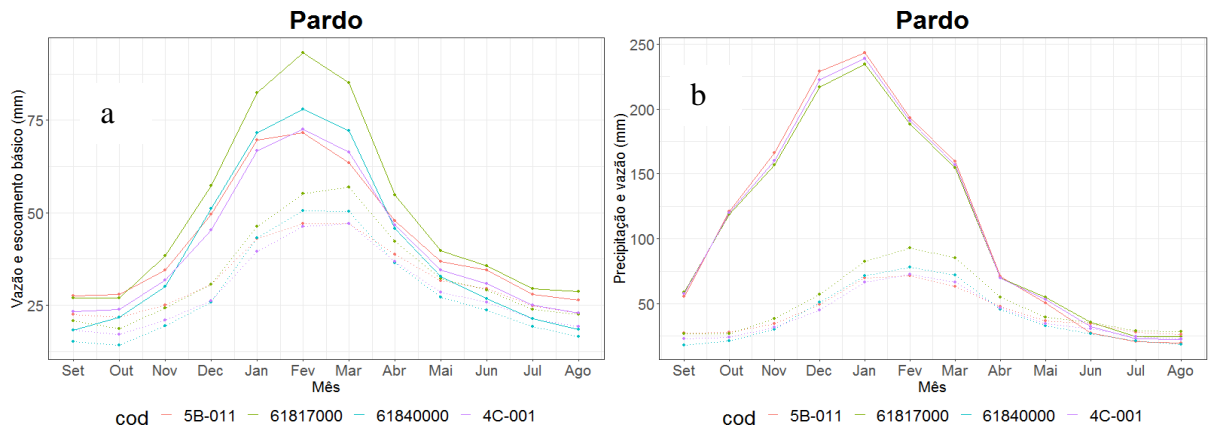 Pardo
a
Vazão e escoamento básico (mm)
75
50
25
Set Out Nov Dec Jan Fev Mar Abr Mai Jun Jul Ago
Mês
cod 5B-011 61817000 61840000 4C-001
Pardo
b
Precipitação e vazão (mm)
250
200
150
100
50
Set Out Nov Dec Jan Fev Mar Abr Mai Jun Jul Ago
Mês
cod 5B-011 61817000 61840000 4C-001